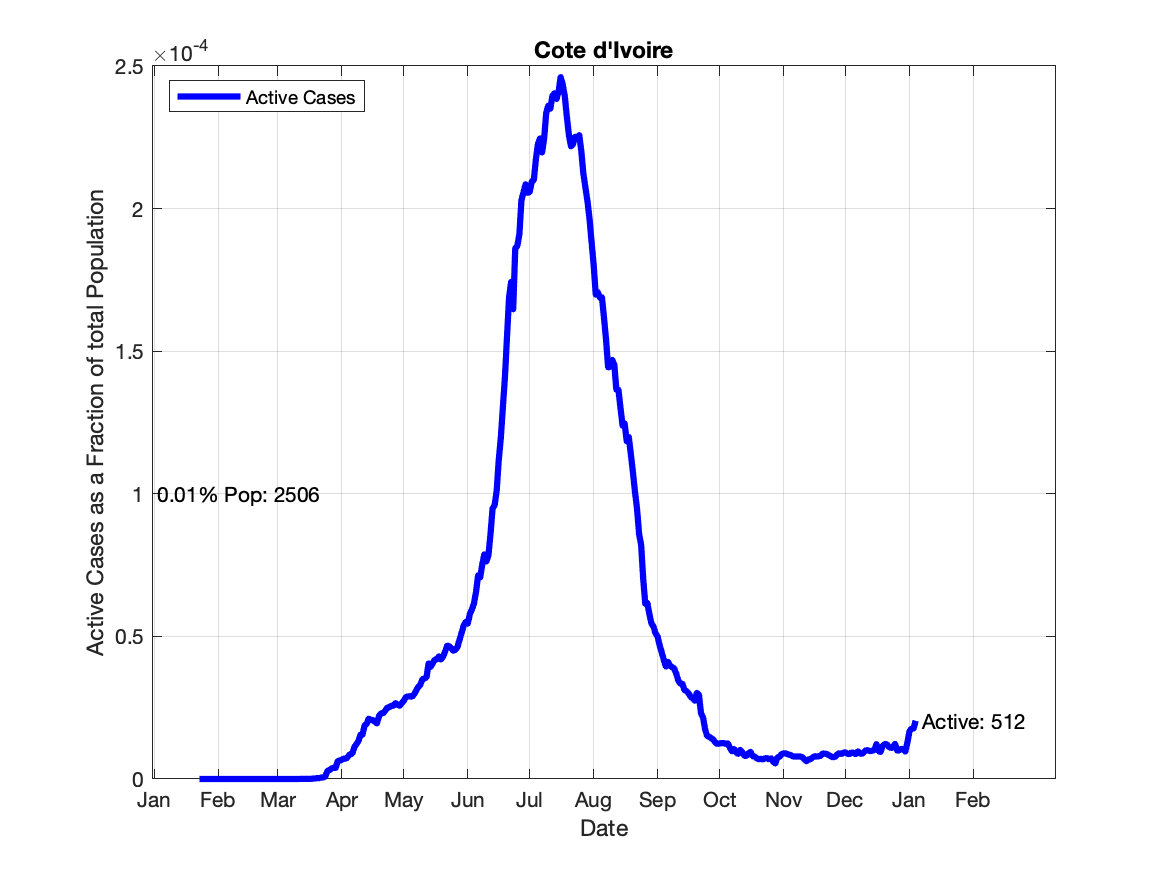 Cote d'Ivoire
×10-4
2.5
2
1.5
1
0.5
0
Active Cases
0.01% Pop: 2506
Active: 512
Active Cases as a Fraction of total Population
Jan Feb Mar Apr May Jun Jul Aug Sep Oct Nov Dec Jan Feb
Date